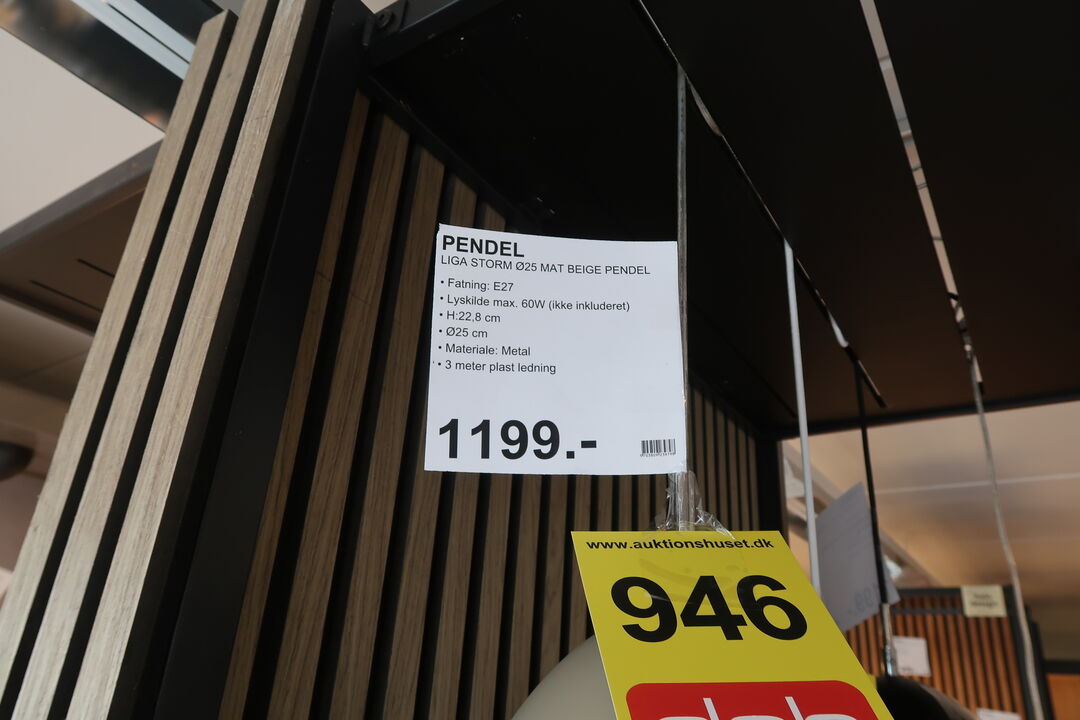 PENDEL
LIGA STORM Ø25 MAT BEIGE PENDEL
• Fatning: E27
• Lyskilde max. 60W (ikke inkluderet)
• H:22,8 cm
• Ø25 cm
• Materiale: Metal
• 3 meter plast ledning
1199.-
www.auktionshuset.dk
946